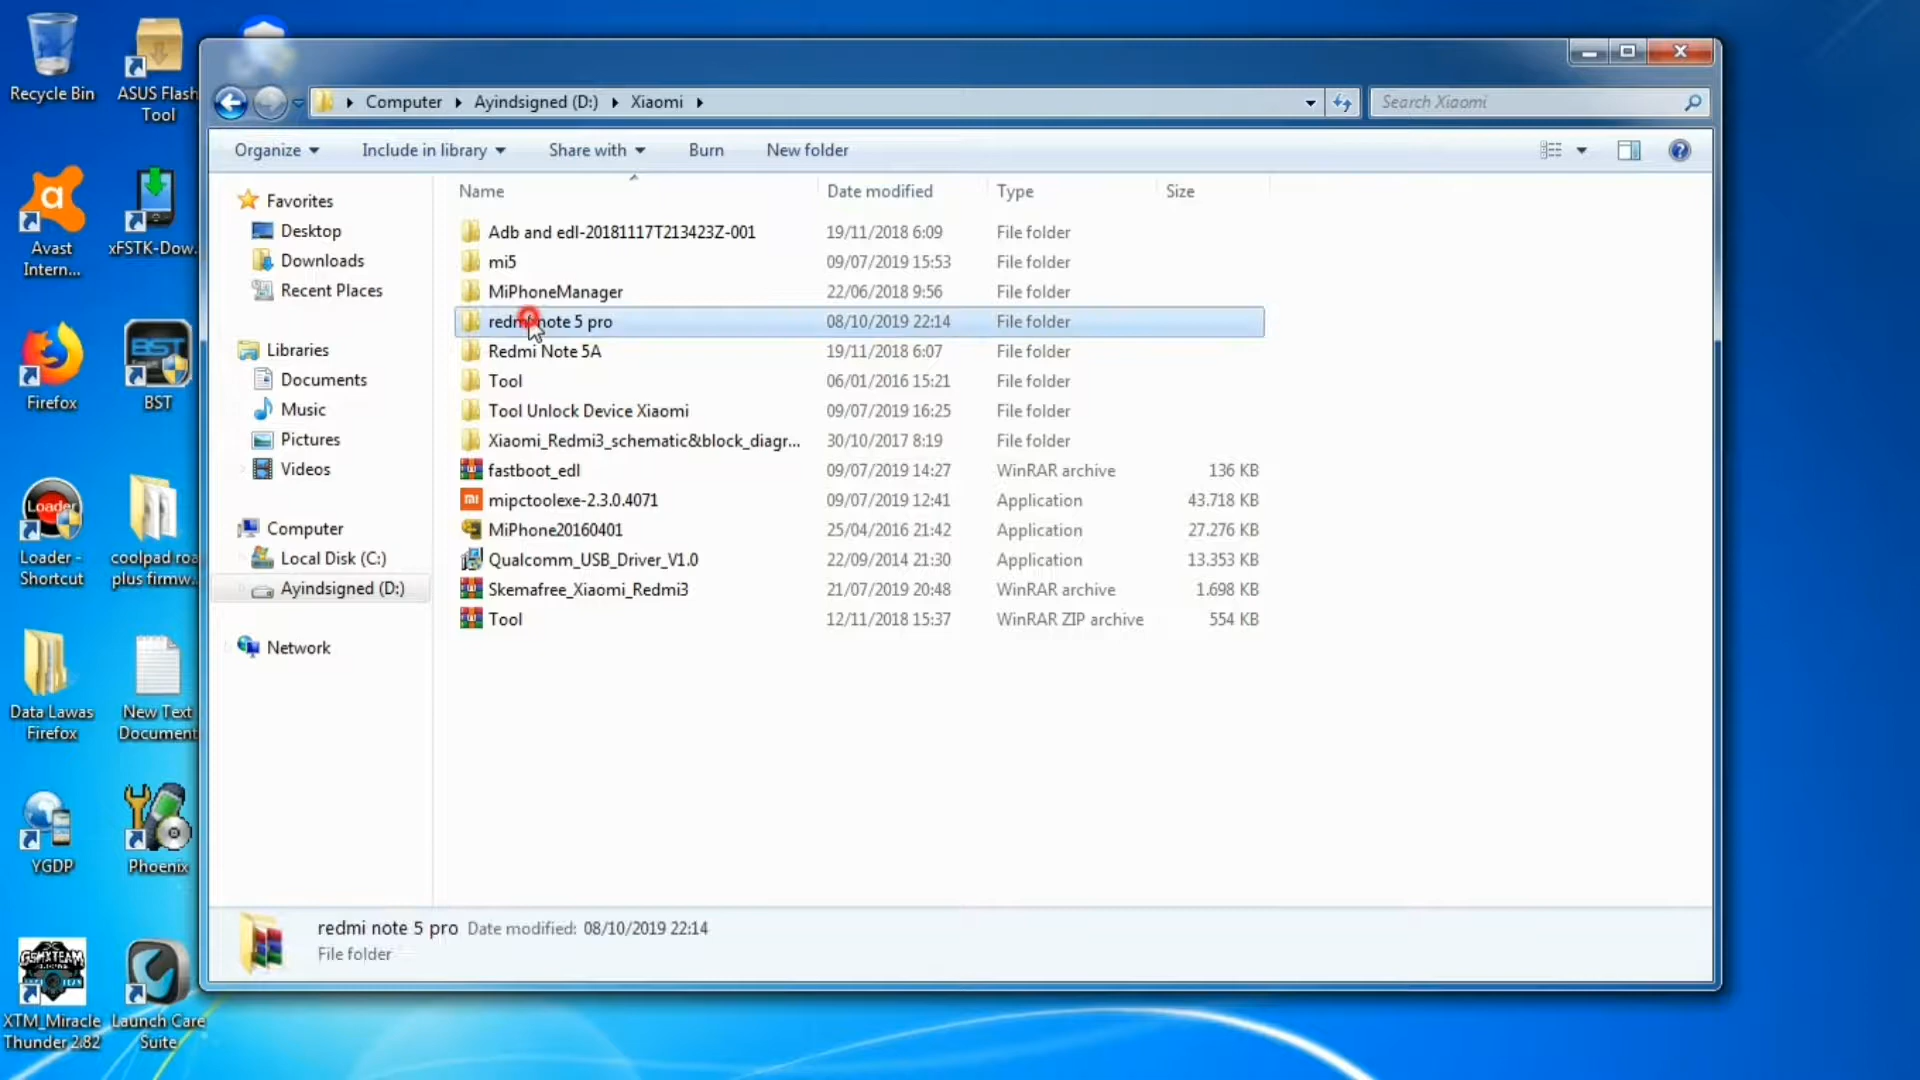 Recycle Bin
ASUS Flash
Tool
Avast
Intern...
xFSTK-Dow...
Firefox
BST
Loader -
Shortcut
coolpad roa
plus firmw...
Data Lawas
Firefox
New Text
Document
YGDP
Phoenix
XTM_Miracle
Thunder 2.82
Launch Care
Suite
Computer Ayindsigned (D:) Xiaomi
Search Xiaomi
Organize Include in library Share with Burn New folder
Favorites
Desktop
Downloads
Recent Places
Libraries
Documents
Music
Pictures
Videos
Computer
Local Disk (C:)
Ayindsigned (D:)
Network
Name Date modified Type Size
Adb and edl-20181117T213423Z-001 19/11/2018 6:09 File folder
mi5 09/07/2019 15:53 File folder
MiPhoneManager 22/06/2018 9:56 File folder
redmi note 5 pro 08/10/2019 22:14 File folder
Redmi Note 5A 19/11/2018 6:07 File folder
Tool 06/01/2016 15:21 File folder
Tool Unlock Device Xiaomi 09/07/2019 16:25 File folder
Xiaomi_Redmi3_schematic&block_diagr... 30/10/2017 8:19 File folder
fastboot_edl 09/07/2019 14:27 WinRAR archive 136 KB
mipctoolexe-2.3.0.4071 09/07/2019 12:41 Application 43.718 KB
MiPhone20160401 25/04/2016 21:42 Application 27.276 KB
Qualcomm_USB_Driver_V1.0 22/09/2014 21:30 Application 13.353 KB
Skemafree_Xiaomi_Redmi3 21/07/2019 20:48 WinRAR archive 1.698 KB
Tool 12/11/2018 15:37 WinRAR ZIP archive 554 KB
redmi note 5 pro Date modified: 08/10/2019 22:14
File folder